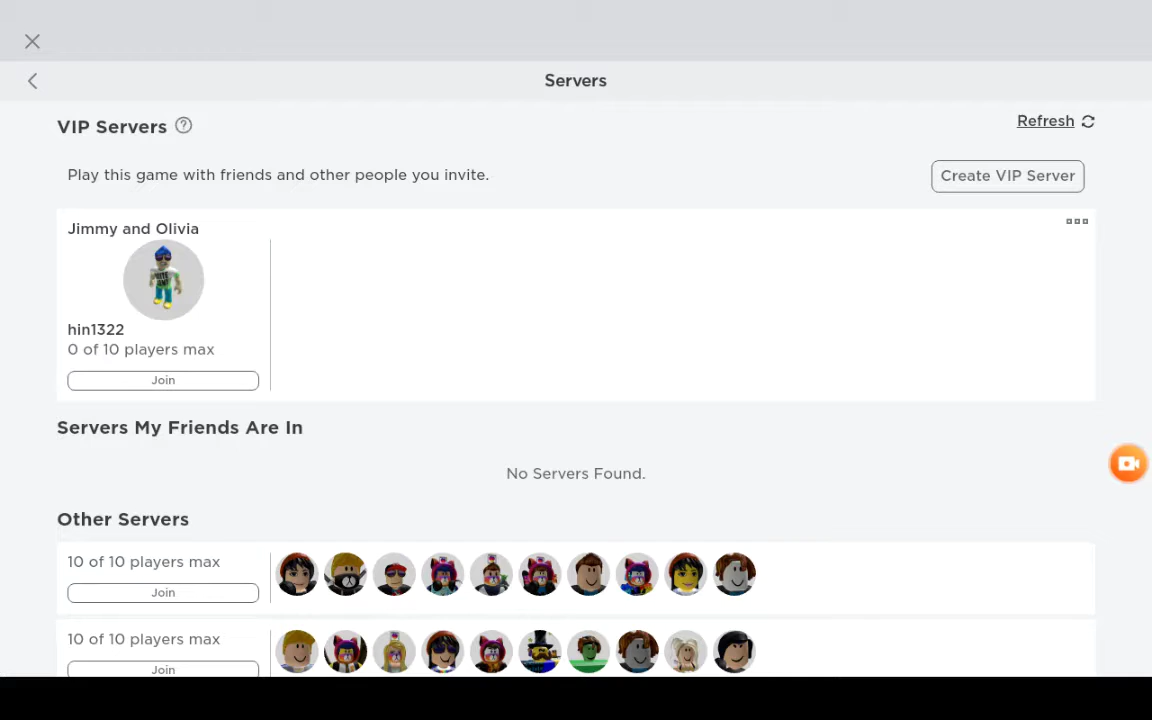 Servers
VIP Servers ?
Refresh
Play this game with friends and other people you invite.
Create VIP Server
Jimmy and Olivia
hin1322
0 of 10 players max
Join
Servers My Friends Are In
No Servers Found.
Other Servers
10 of 10 players max
Join
10 of 10 players max
Join